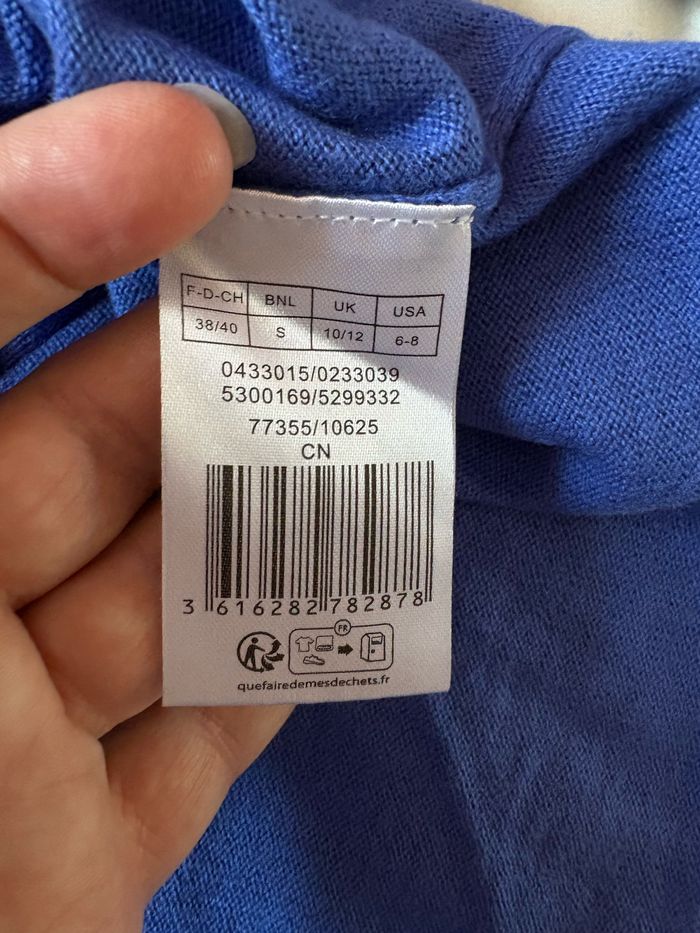 F-D-CH BNL UK USA
38/40 S 10/12 6-8
0433015/0233039
5300169/5299332
77355/10625
CN
3 616282 782878
FR
quefairedemesdechets.fr